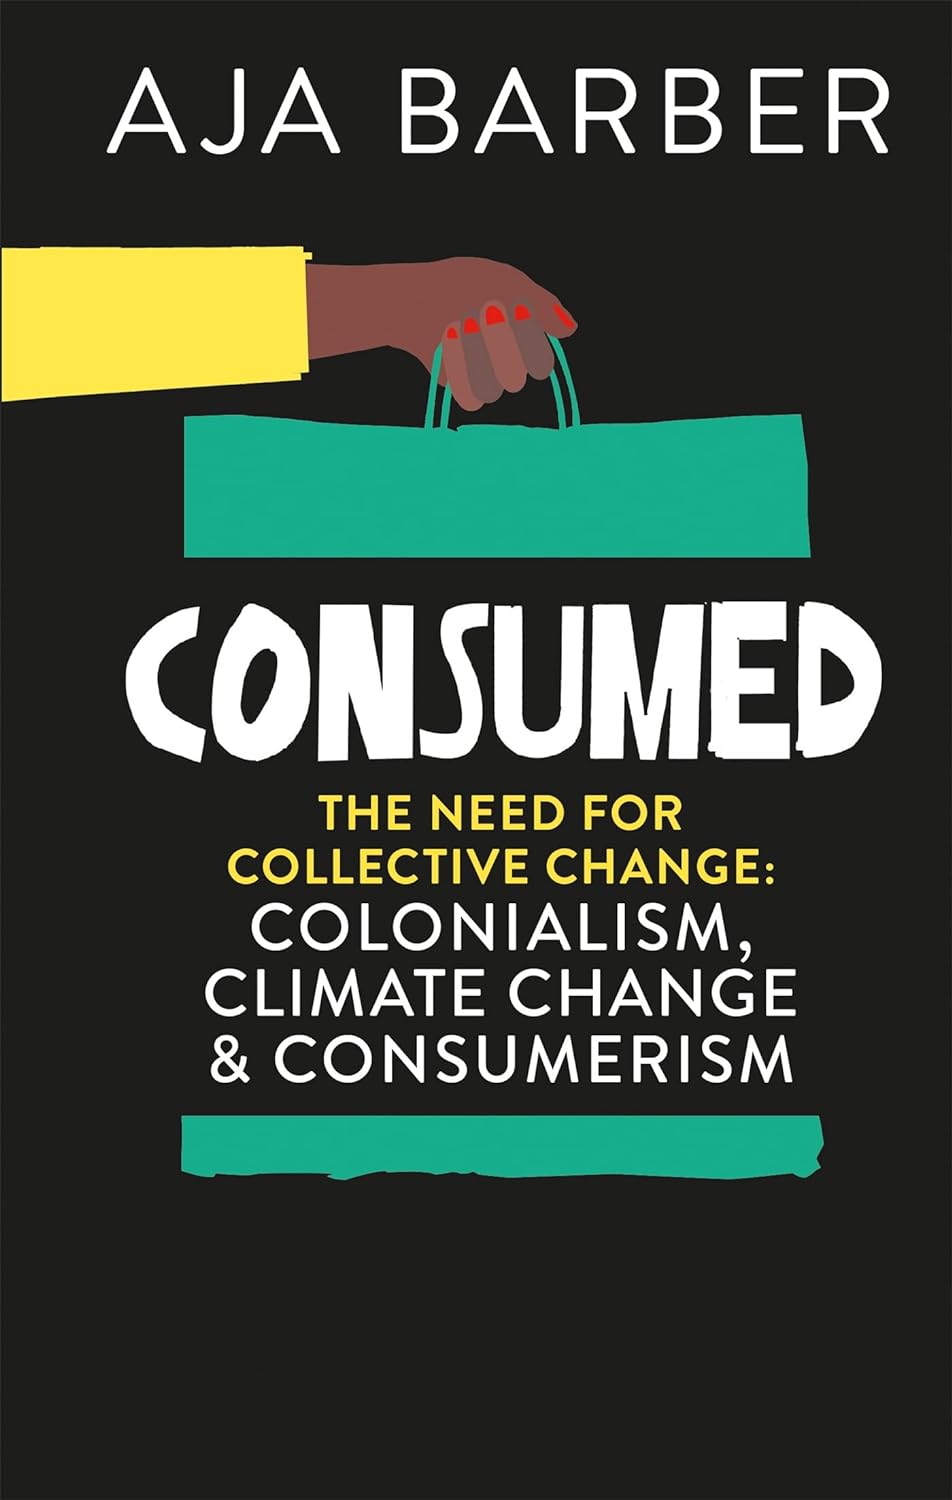 AJA BARBER
CONSUMED
THE NEED FOR
COLLECTIVE CHANGE:
COLONIALISM,
CLIMATE CHANGE
& CONSUMERISM